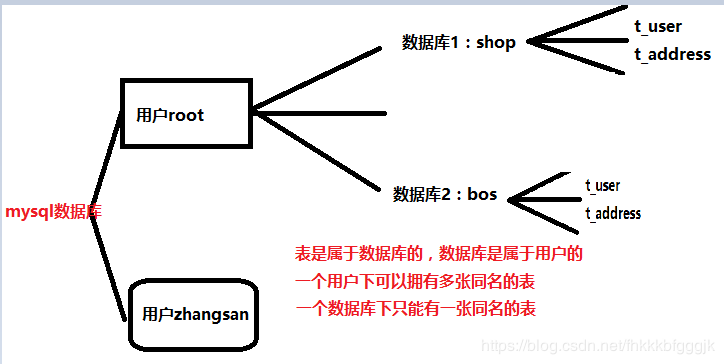 数据库1：shop
t_user
t_address
用户root
mysql数据库
数据库2：bos
t_user
t_address
表是属于数据库的，数据库是属于用户的
一个用户下可以拥有多张同名的表
一个数据库下只能有一张同名的表
用户zhangsan
https://blog.csdn.net/fhkkkbfgggjk